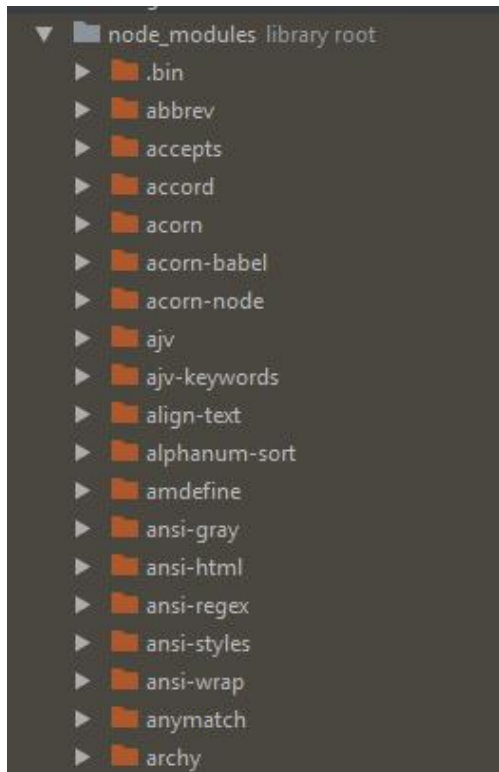 node_modules library root
.bin
abbrev
accepts
accord
acorn
acorn-babel
acorn-node
ajv
ajv-keywords
align-text
alphanum-sort
amdefine
ansi-gray
ansi-html
ansi-regex
ansi-styles
ansi-wrap
anymatch
archy